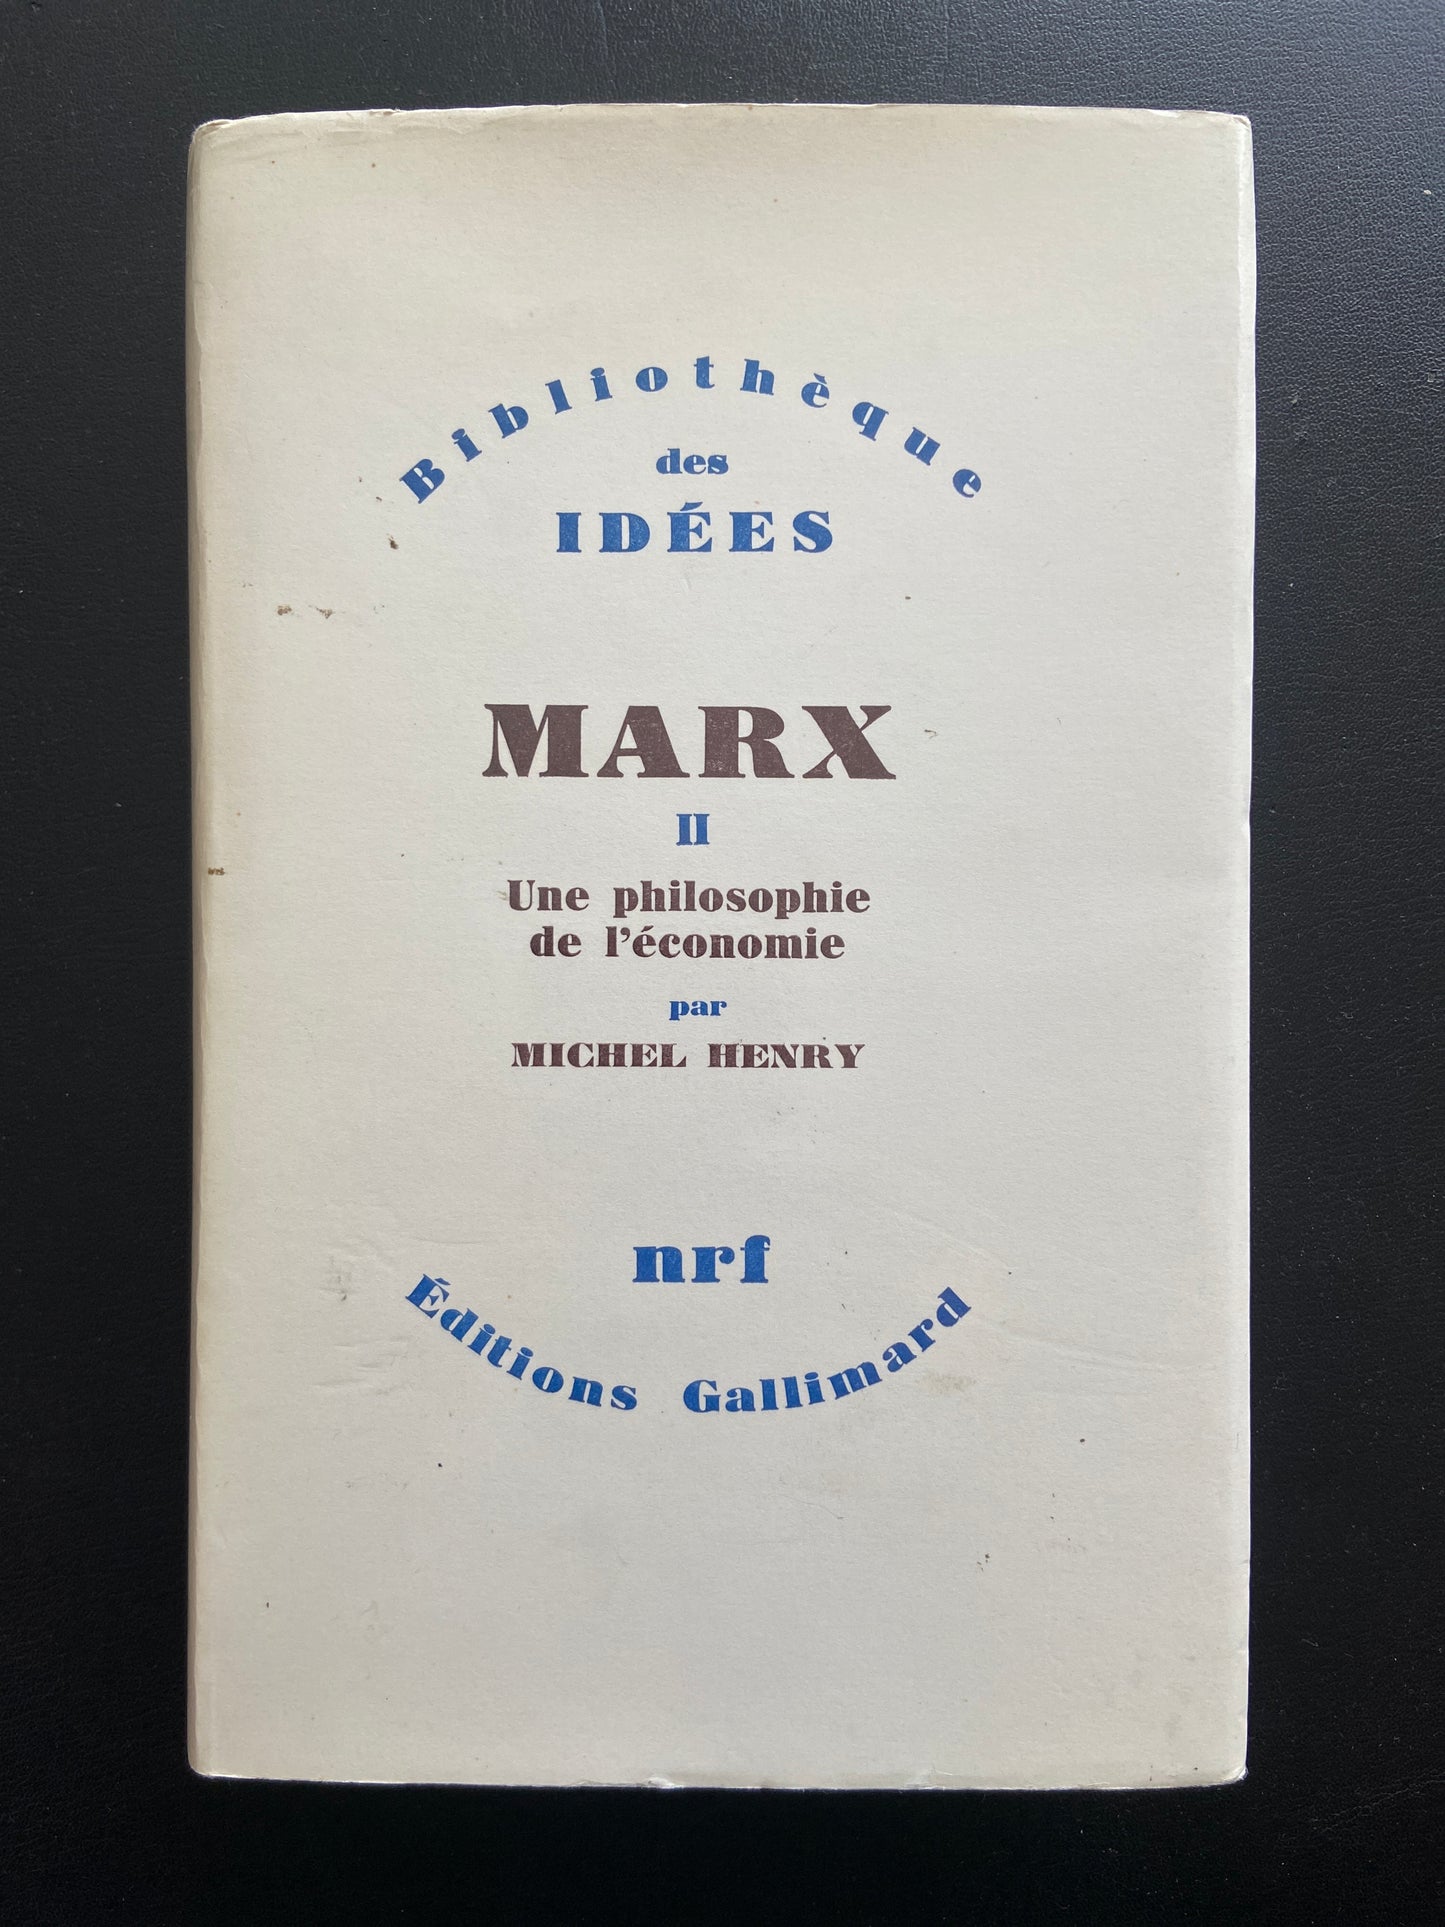 Bibliothèque
des
IDÉES
MARX
II
Une philosophie
de l'économie
par
MICHEL HENRY
nrf
Éditions Gallimard